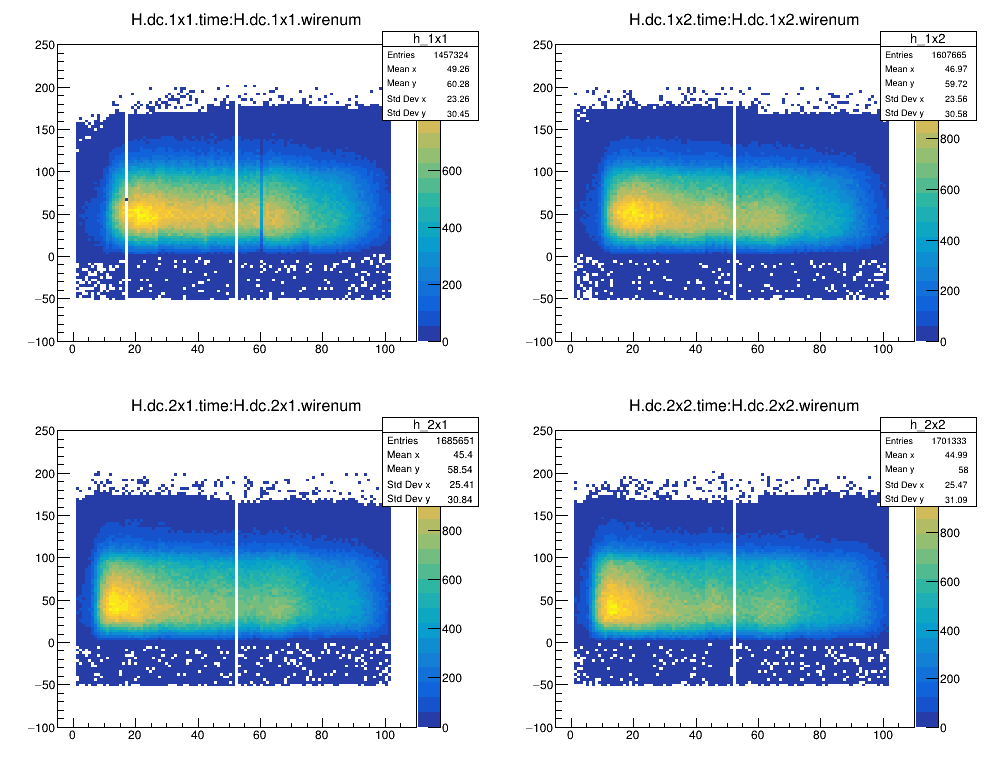 H.dc.1x1.time:H.dc.1x1.wirenum
h_1x1
Entries 1457324
Mean x 49.26
Mean y 60.28
Std Dev x 23.26
Std Dev y 30.45
250
200
150
100
50
0
−50
−100
0 20 40 60 80 100
600
400
200
0
H.dc.1x2.time:H.dc.1x2.wirenum
h_1x2
Entries 1607665
Mean x 46.97
Mean y 59.72
Std Dev x 23.56
Std Dev y 30.58
250
200
150
100
50
0
−50
−100
0 20 40 60 80 100
800
600
400
200
0
H.dc.2x1.time:H.dc.2x1.wirenum
h_2x1
Entries 1685651
Mean x 45.4
Mean y 58.54
Std Dev x 25.41
Std Dev y 30.84
250
200
150
100
50
0
−50
−100
0 20 40 60 80 100
800
600
400
200
0
H.dc.2x2.time:H.dc.2x2.wirenum
h_2x2
Entries 1701333
Mean x 44.99
Mean y 58
Std Dev x 25.47
Std Dev y 31.09
250
200
150
100
50
0
−50
−100
0 20 40 60 80 100
800
600
400
200
0